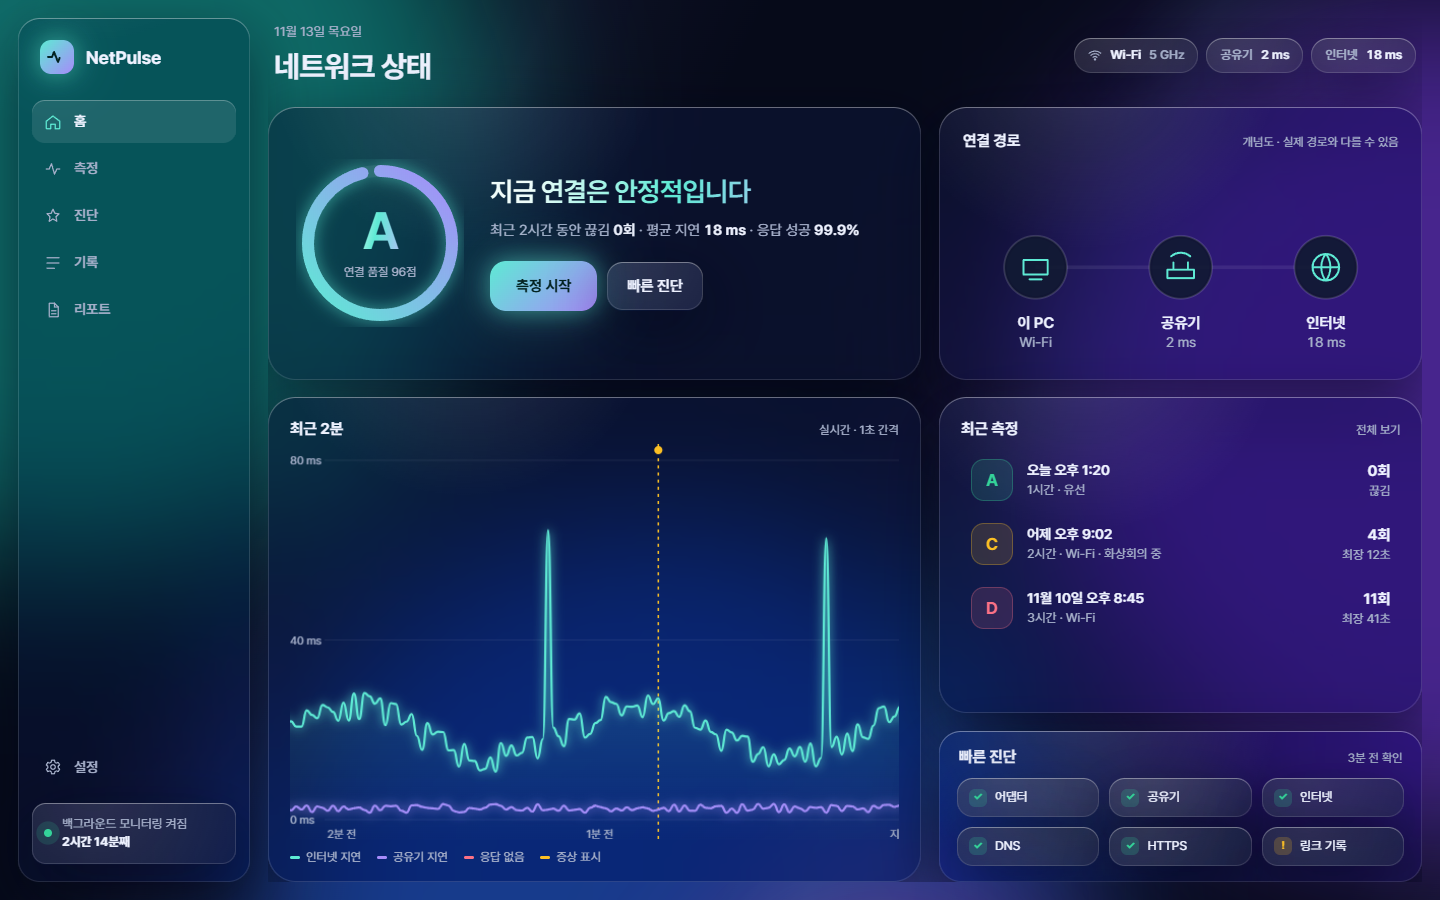 NetPulse
홈
측정
진단
기록
리포트
설정
백그라운드 모니터링 켜짐
2시간 14분째
11월 13일 목요일
네트워크 상태
Wi-Fi 5 GHz
공유기 2 ms
인터넷 18 ms
A
연결 품질 96점
지금 연결은 안정적입니다
최근 2시간 동안 끊김 0회 · 평균 지연 18 ms · 응답 성공 99.9%
측정 시작
빠른 진단
연결 경로
개념도 · 실제 경로와 다를 수 있음
이 PC
Wi-Fi
공유기
2 ms
인터넷
18 ms
최근 2분
실시간 · 1초 간격
80 ms
40 ms
0 ms
2분 전
1분 전
지
인터넷 지연
공유기 지연
응답 없음
증상 표시
최근 측정
전체 보기
A
오늘 오후 1:20
1시간 · 유선
0회
끊김
C
어제 오후 9:02
2시간 · Wi-Fi · 화상회의 중
4회
최장 12초
D
11월 10일 오후 8:45
3시간 · Wi-Fi
11회
최장 41초
빠른 진단
3분 전 확인
어댑터
공유기
인터넷
DNS
HTTPS
! 링크 기록